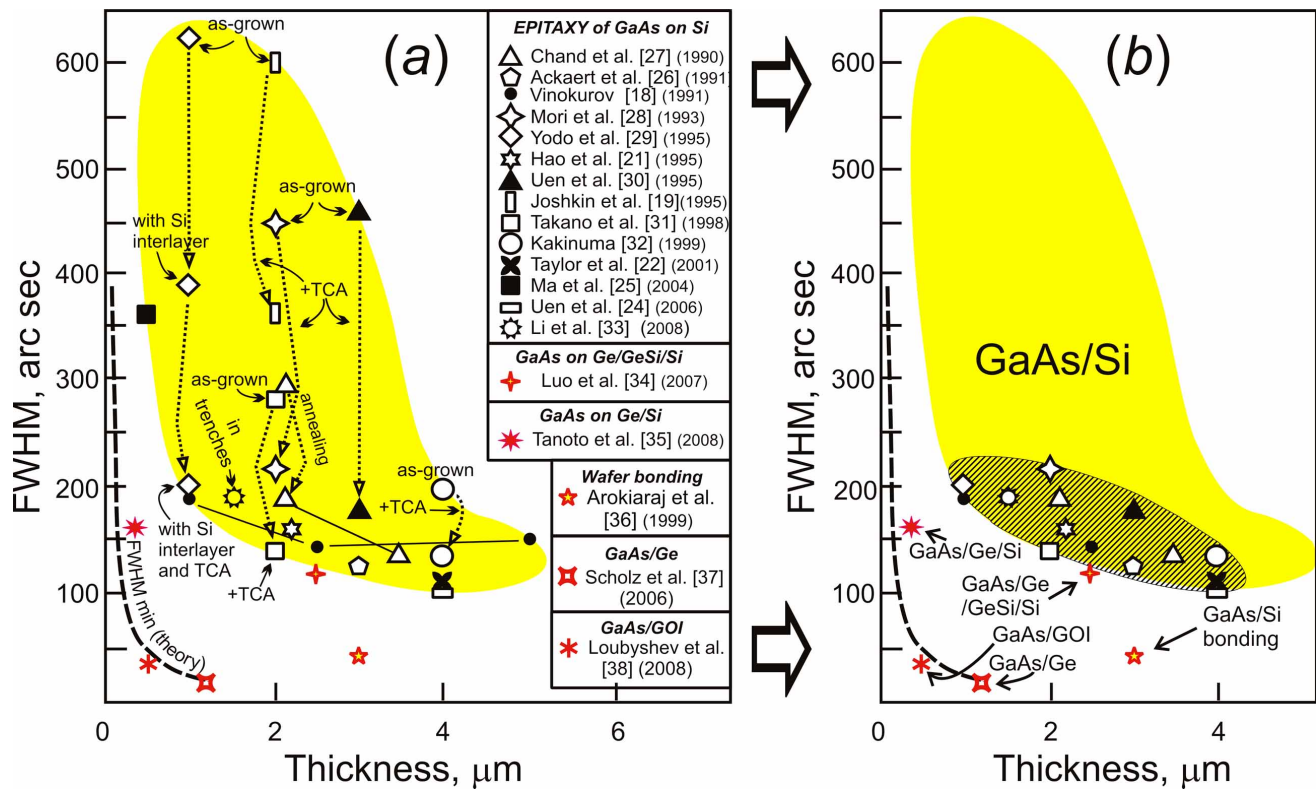 (a)
as-grown
600
500
400
300
200
100
FWHM, arc sec
with Si
interlayer
as-grown
+TCA
as-grown
in
trenches
annealing
as-grown
+TCA
with Si
interlayer
and TCA
+TCA
FWHM min (theory)
0
2
4
6
Thickness, μm
EPITAXY of GaAs on Si
Chand et al. [27] (1990)
Ackaert et al. [26] (1991)
Vinokurov [18] (1991)
Mori et al. [28] (1993)
Yodo et al. [29] (1995)
Hao et al. [21] (1995)
Uen et al. [30] (1995)
Joshkin et al. [19](1995)
Takano et al. [31] (1998)
Kakinuma [32] (1999)
Taylor et al. [22] (2001)
Ma et al. [25] (2004)
Uen et al. [24] (2006)
Li et al. [33] (2008)
GaAs on Ge/GeSi/Si
Luo et al. [34] (2007)
GaAs on Ge/Si
Tanoto et al. [35] (2008)
Wafer bonding
Arokiaraj et al.
[36] (1999)
GaAs/Ge
Scholz et al. [37]
(2006)
GaAs/GOI
Loubyshev et al.
[38] (2008)
(b)
600
500
400
300
200
100
FWHM, arc sec
GaAs/Si
GaAs/Ge/Si
GaAs/Ge
/GeSi/Si
GaAs/GOI
GaAs/Ge
GaAs/Si
bonding
0
2
4
Thickness, μm